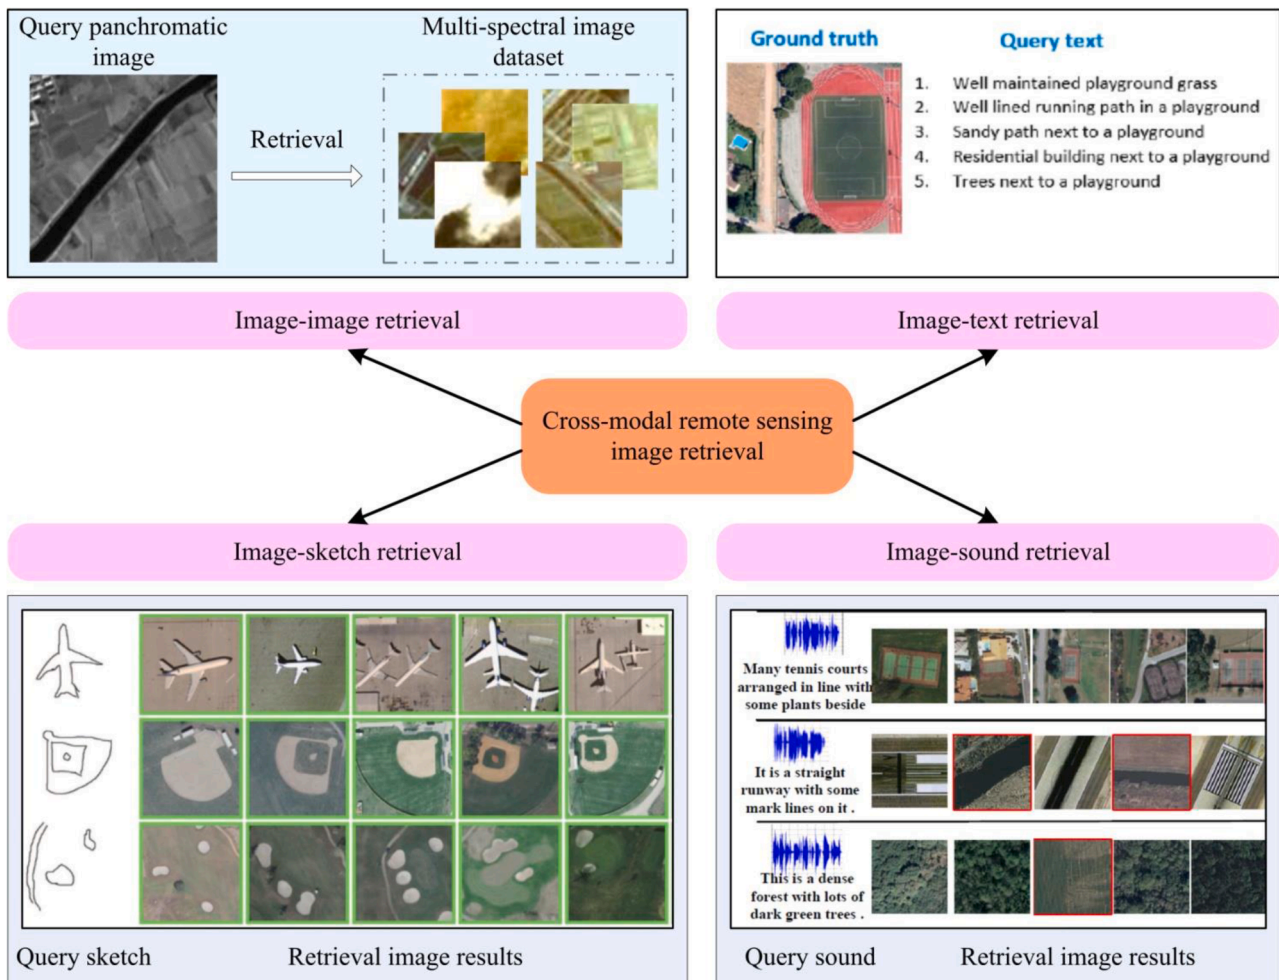 Query panchromatic
image
Multi-spectral image
dataset
Retrieval
Ground truth
Query text
1. Well maintained playground grass
2. Well lined running path in a playground
3. Sandy path next to a playground
4. Residential building next to a playground
5. Trees next to a playground
Image-image retrieval
Image-text retrieval
Cross-modal remote sensing
image retrieval
Image-sketch retrieval
Image-sound retrieval
Many tennis courts
arranged in line with
some plants beside
It is a straight
runway with some
mark lines on it .
This is a dense
forest with lots of
dark green trees .
Query sketch
Retrieval image results
Query sound
Retrieval image results